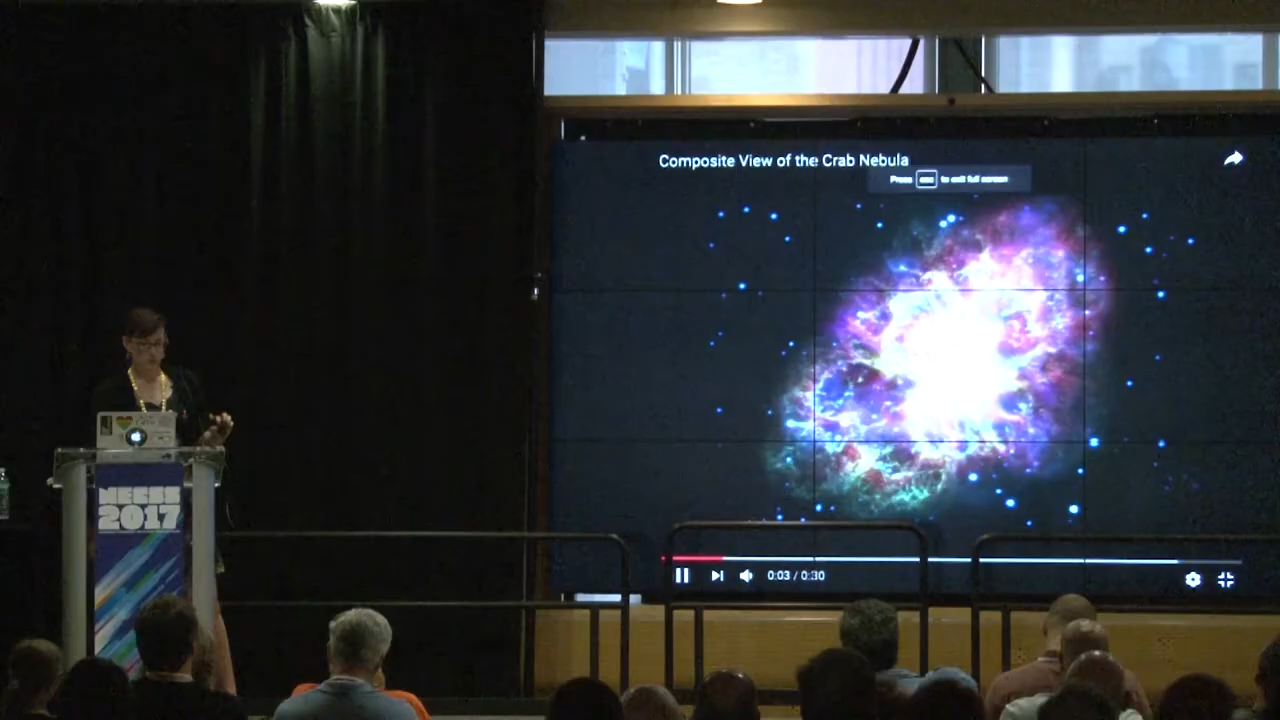 Composite View of the Crab Nebula
Press esc to exit full screen
0:03 / 0:30
NECSS
2017